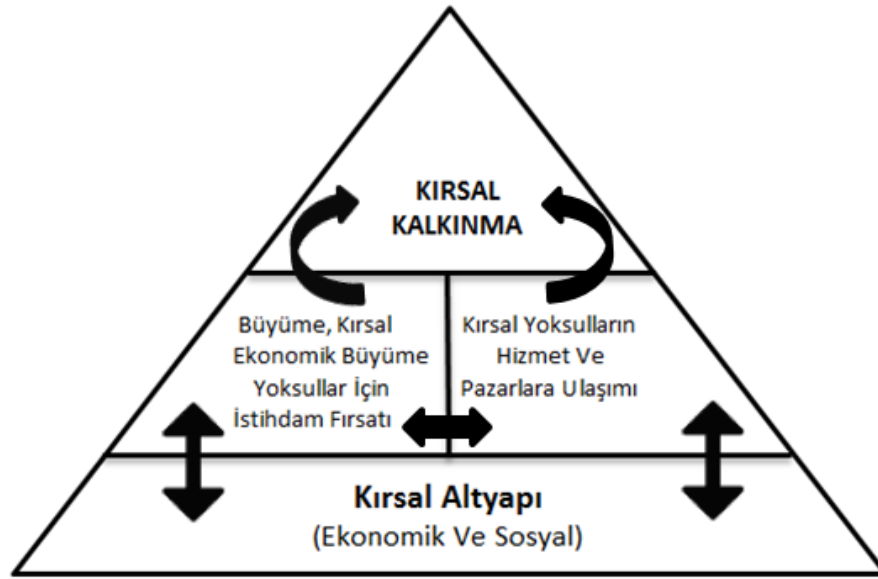 KIRSAL
KALKINMA
Büyüme, Kırsal
Ekonomik Büyüme
Yoksullar İçin
İstihdam Fırsatı
Kırsal Yoksulların
Hizmet Ve
Pazarlara Ulaşımı
Kırsal Altyapı
(Ekonomik Ve Sosyal)